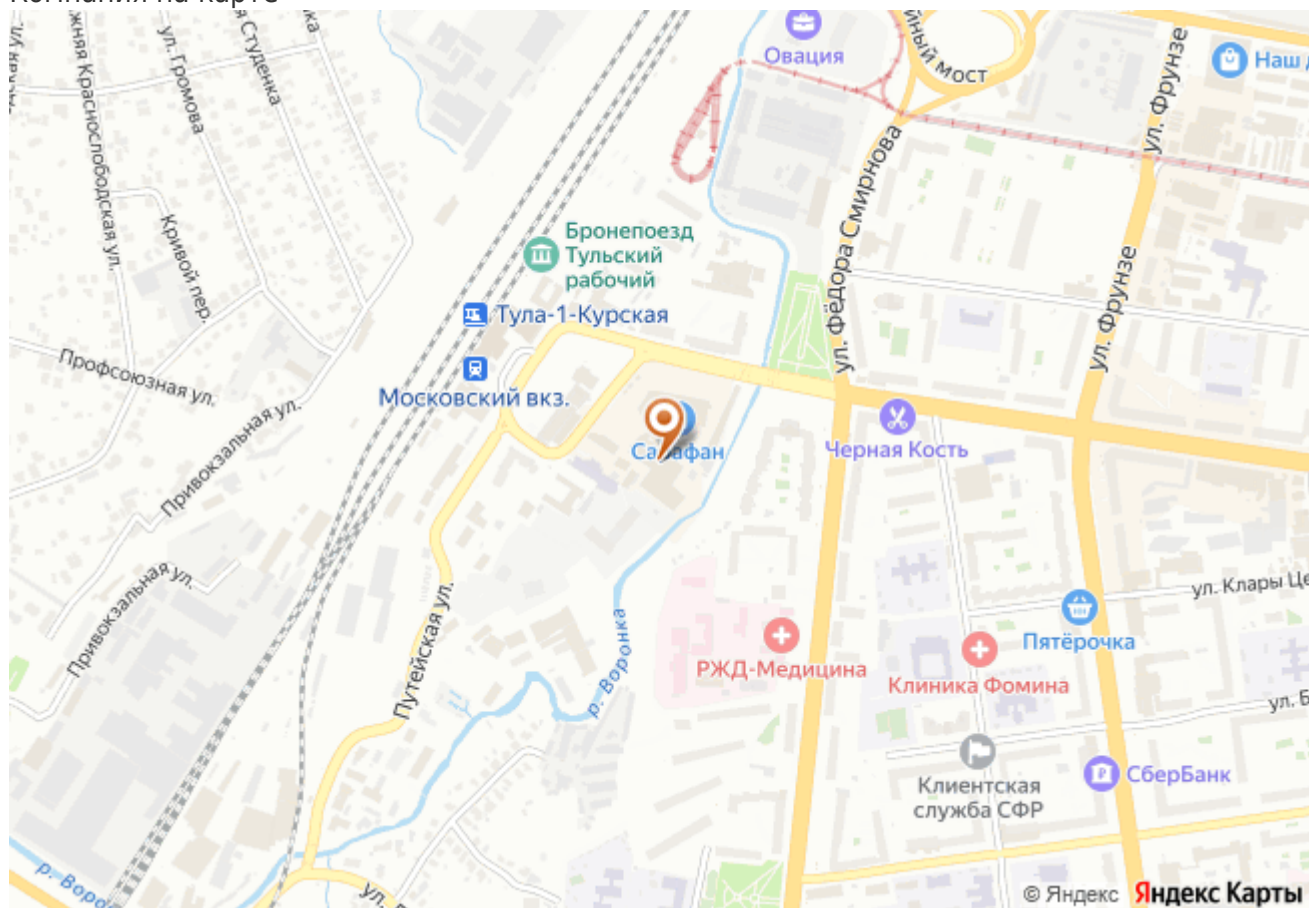 Компания на карте
Овация
йный мост
ул. Фрунзе
Наш д
ул. Громова
я Студенка
жняя Краснослободская ул.
Кривой пер.
Бронепоезд
Тульский
рабочий
ул. Фёдора Смирнова
ул. Фрунзе
Тула-1-Курская
Профсоюзная ул.
Московский вкз.
Привокзальная ул.
Черная Кость
Привокзальная ул.
Путейская ул.
р. Воронка
РЖД-Медицина
Клиника Фомина
Пятёрочка
ул. Клары Це
ул. Б
Клиентская
служба СФР
СберБанк
р. Воро
ул.
© Яндекс Яндекс Карты